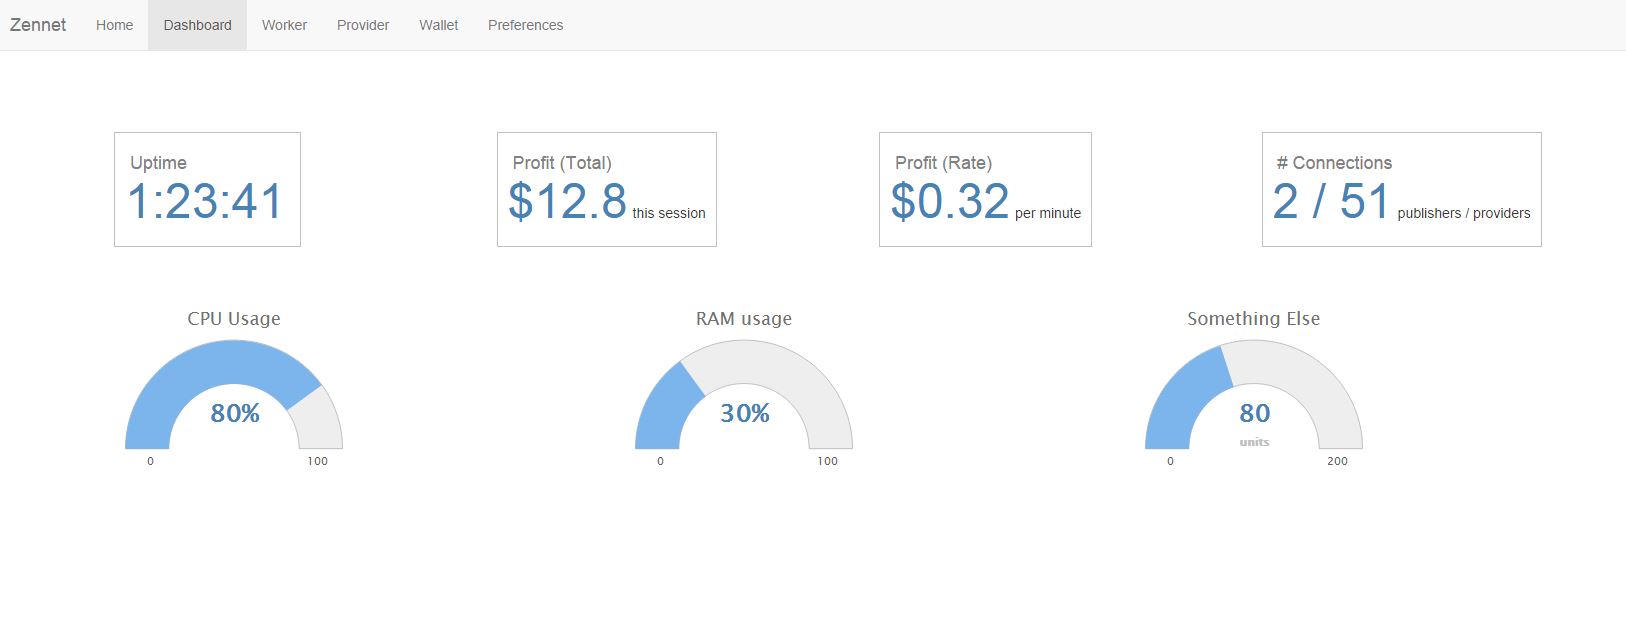 Zennet Home Dashboard Worker Provider Wallet Preferences
Uptime
1:23:41
Profit (Total)
$12.8 this session
Profit (Rate)
$0.32 per minute
# Connections
2 / 51 publishers / providers
CPU Usage
80%
0 100
RAM usage
30%
0 100
Something Else
80
units
0 200